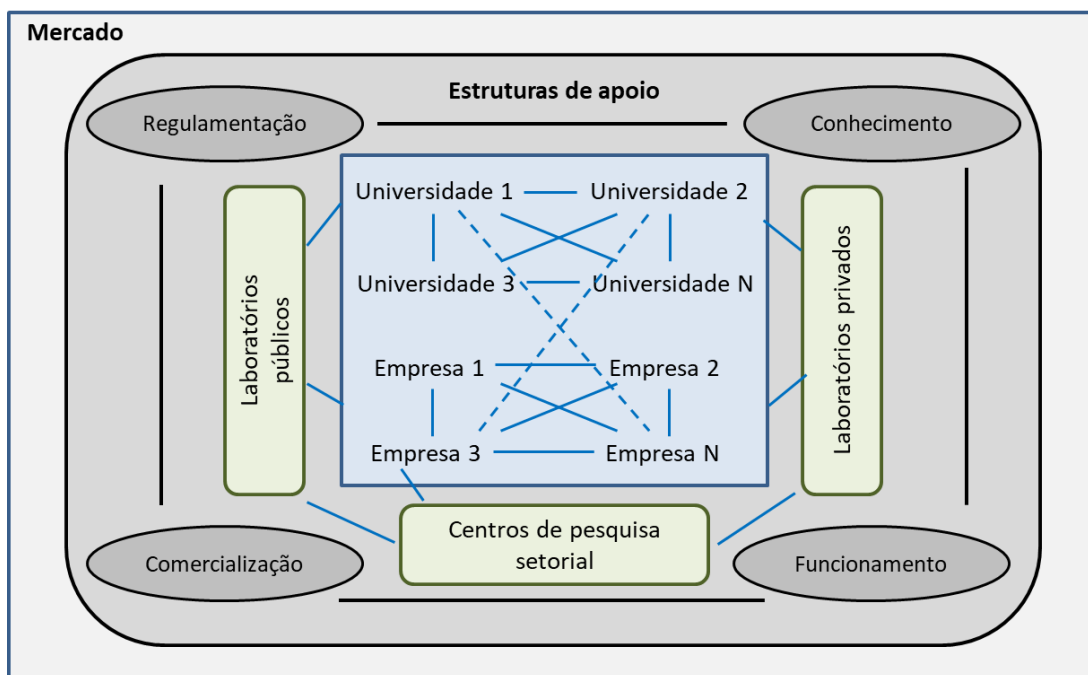 Mercado
Estruturas de apoio
Regulamentação
Conhecimento
Universidade 1
Universidade 2
Universidade 3
Universidade N
Laboratórios
públicos
Laboratórios privados
Empresa 1
Empresa 2
Empresa 3
Empresa N
Centros de pesquisa
setorial
Comercialização
Funcionamento